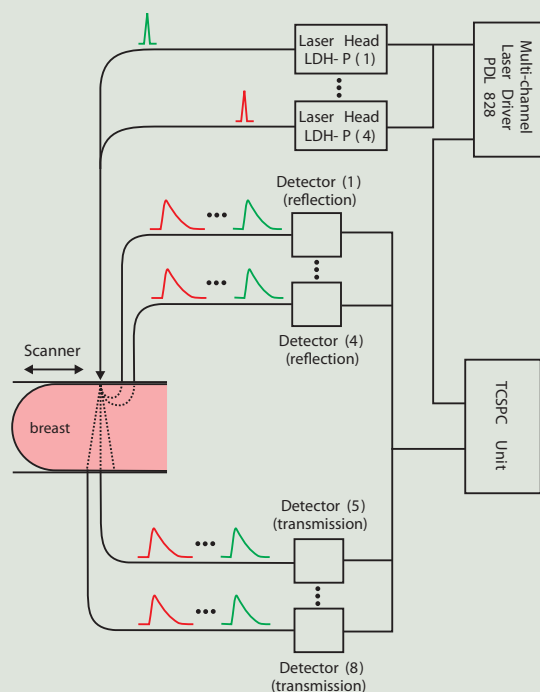 Laser Head
LDH- P ( 1 )
Laser Head
LDH- P ( 4 )
Multi-channel
Laser Driver
PDL 828
Detector (1)
(reflection)
Detector (4)
(reflection)
Scanner
breast
TCSPC Unit
Detector (5)
(transmission)
Detector (8)
(transmission)